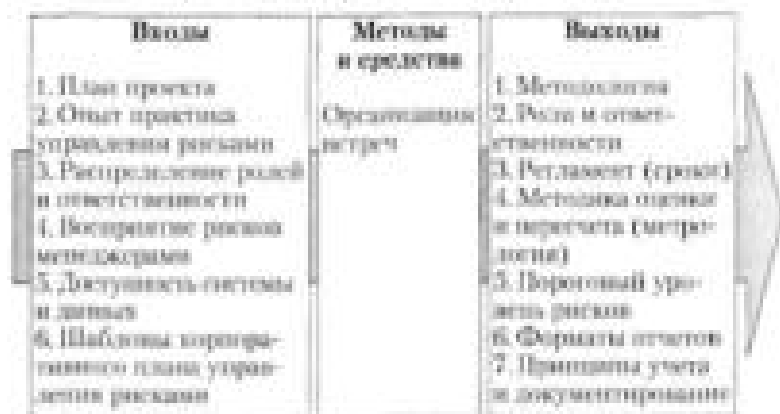 Входы
1. План проекта
2. Опыт практика
управления рисками
3. Распределение ролей
и ответственности
4. Восприятие рисков
менеджерами
5. Доступность системы
и данных
6. Шаблоны корпора-
тивного плана управ-
ления рисками
Методы
и средства
Организация
встреч
Выходы
1. Методология
2. Роли и ответ-
ственности
3. Регламент (сроки)
4. Методика оценки
и пересчета (метро-
логия)
5. Пороговый уро-
вень рисков
6. Форматы отчетов
7. Принципы учета
и документирование